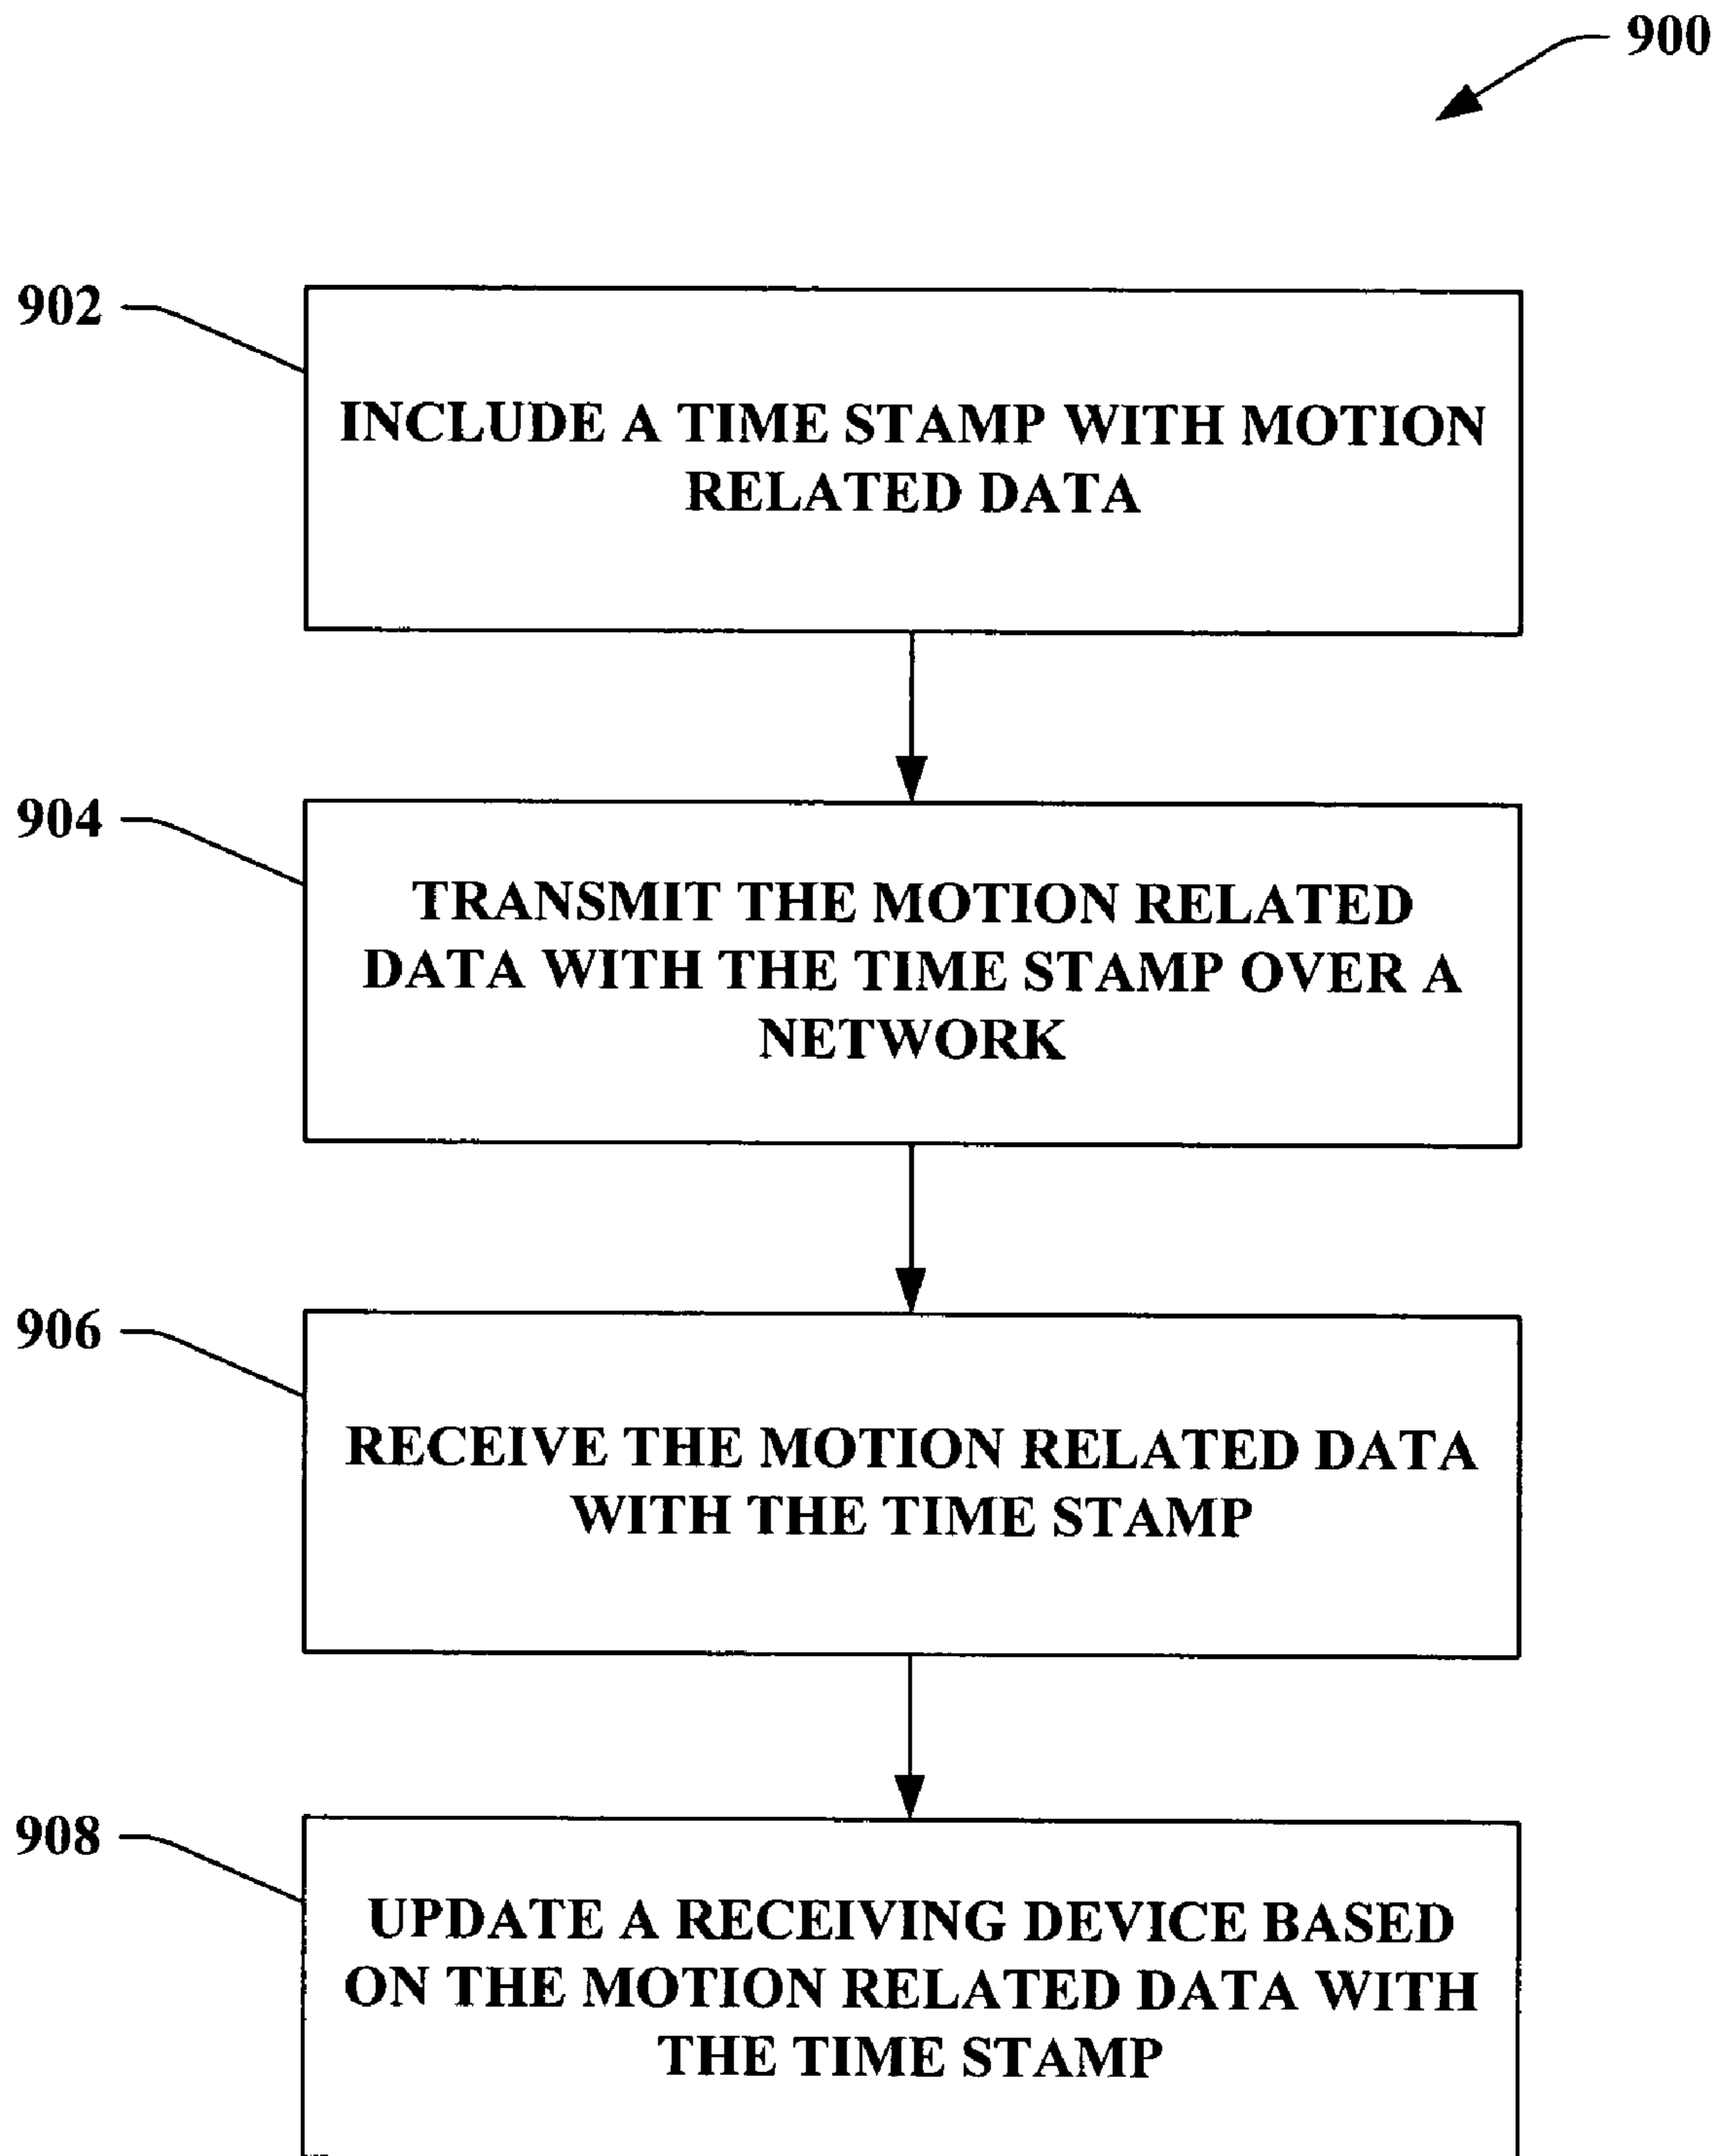 900
902
INCLUDE A TIME STAMP WITH MOTION
RELATED DATA
904
TRANSMIT THE MOTION RELATED
DATA WITH THE TIME STAMP OVER A
NETWORK
906
RECEIVE THE MOTION RELATED DATA
WITH THE TIME STAMP
908
UPDATE A RECEIVING DEVICE BASED
ON THE MOTION RELATED DATA WITH
THE TIME STAMP